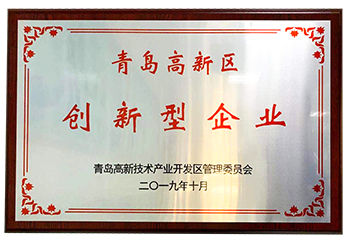 青岛高新区
创新型企业
青岛高新技术产业开发区管理委员会
二〇一九年十月